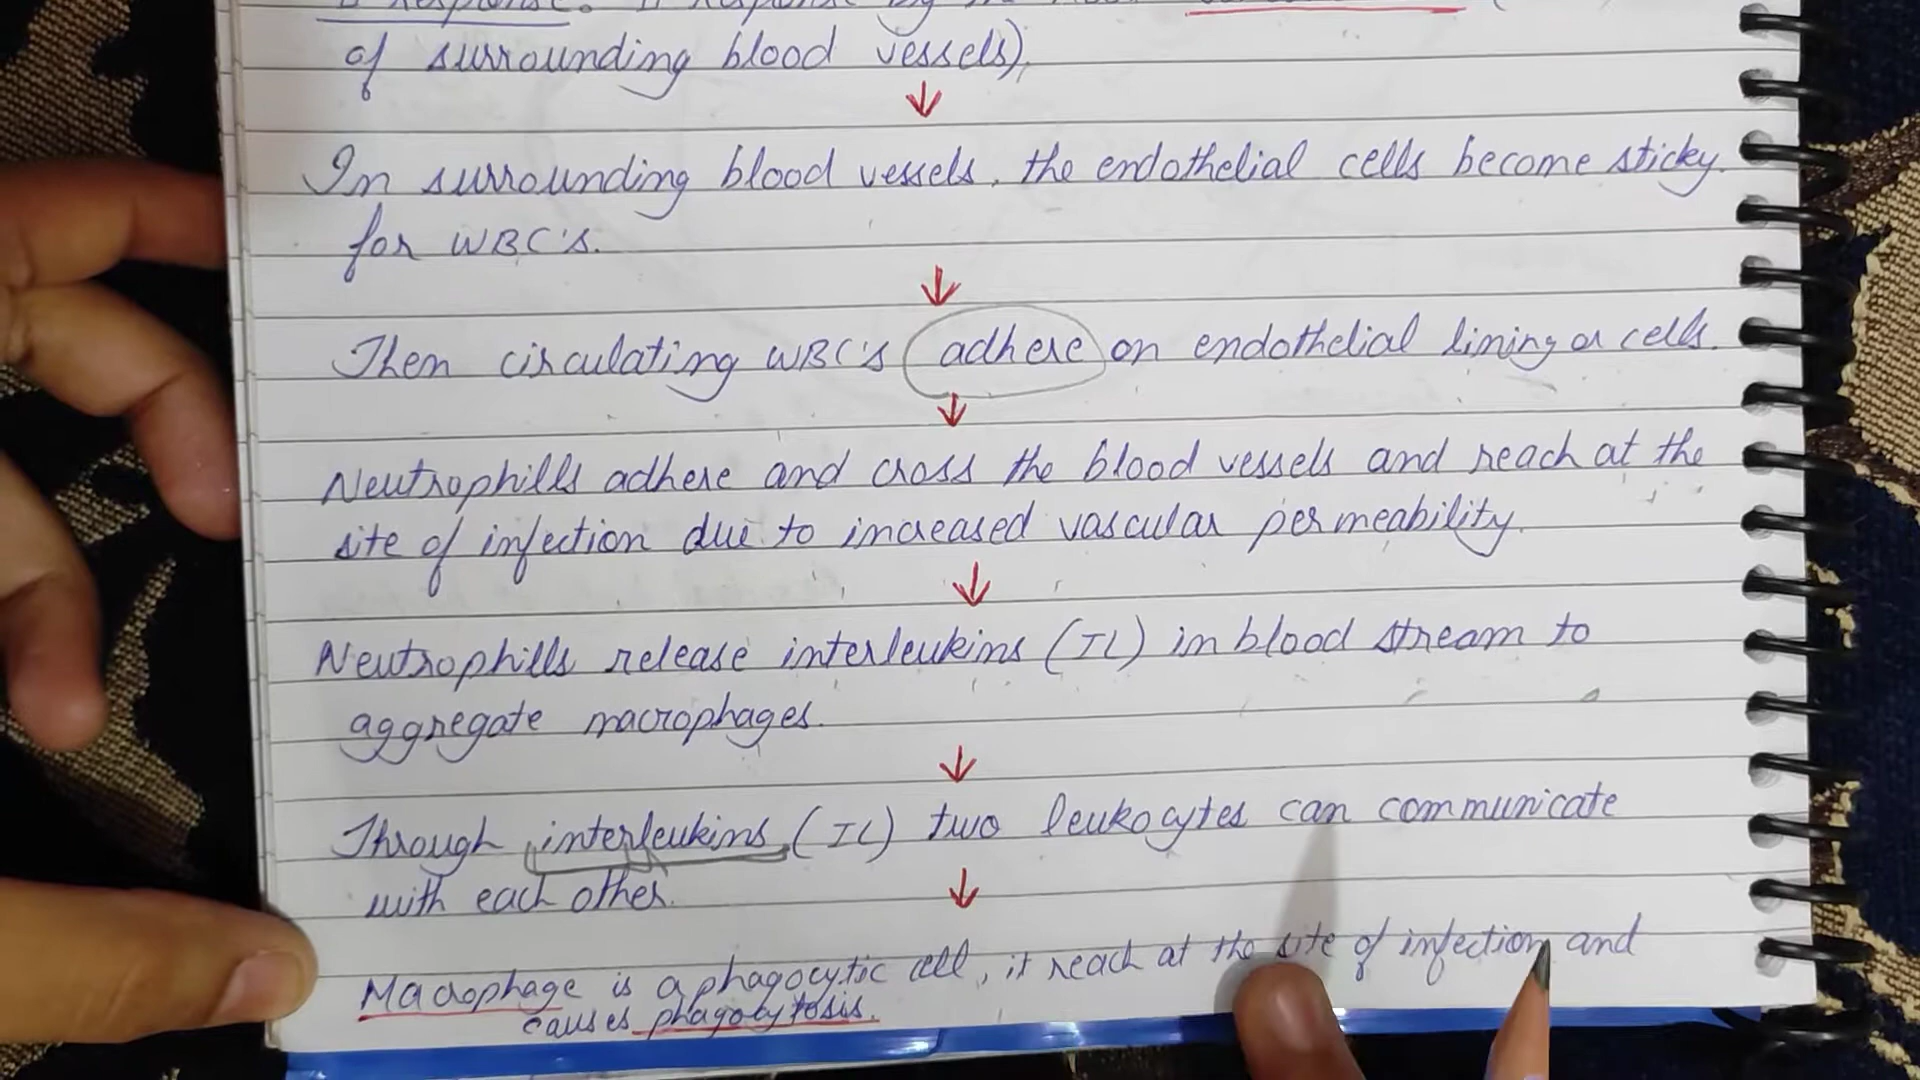 of surrounding blood vessels).
In surrounding blood vessels, the endothelial cells become sticky
for WBC's.
Then circulating WBC's adhere on endothelial lining or cells.
Neutrophills adhere and cross the blood vessels and reach at the
site of infection due to increased vascular permeability.
Neutrophills release interleukins (IL) in blood stream to
aggregate macrophages.
Through interleukins (IL) two leukocytes can communicate
with each other.
Macrophage is a phagocytic cell, it reach at the site of infection and
causes phagocytosis.